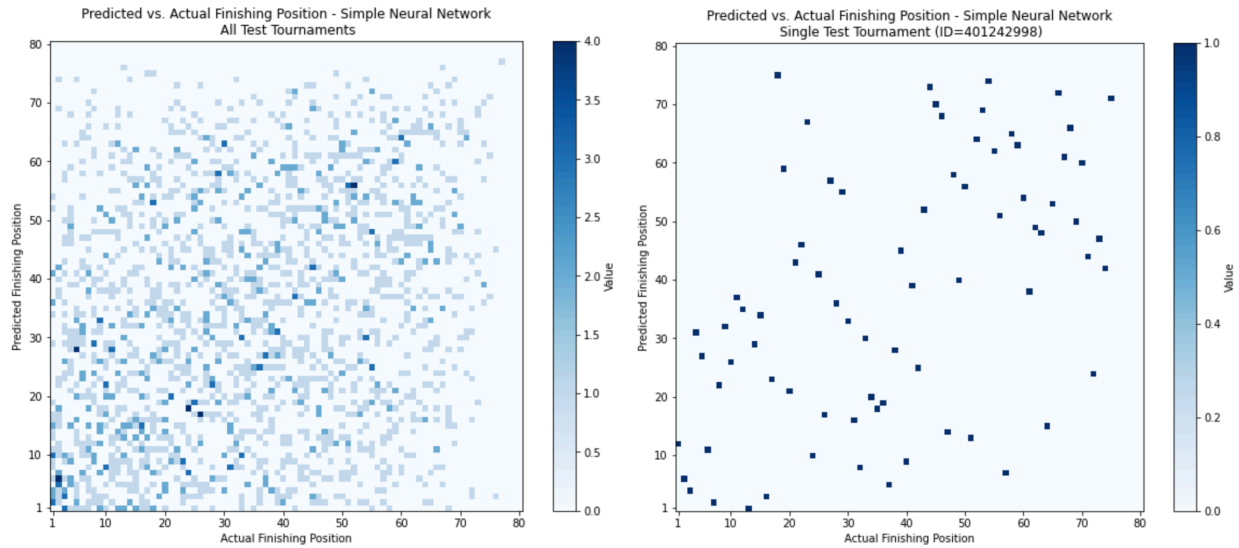 Predicted vs. Actual Finishing Position - Simple Neural Network
All Test Tournaments
Predicted Finishing Position
80
70
60
50
40
30
20
10
1
1 10 20 30 40 50 60 70 80
Actual Finishing Position
4.0
3.5
3.0
2.5
2.0
1.5
1.0
0.5
0.0
Value
Predicted vs. Actual Finishing Position - Simple Neural Network
Single Test Tournament (ID=401242998)
Predicted Finishing Position
80
70
60
50
40
30
20
10
1
1 10 20 30 40 50 60 70 80
Actual Finishing Position
1.0
0.8
0.6
0.4
0.2
0.0
Value